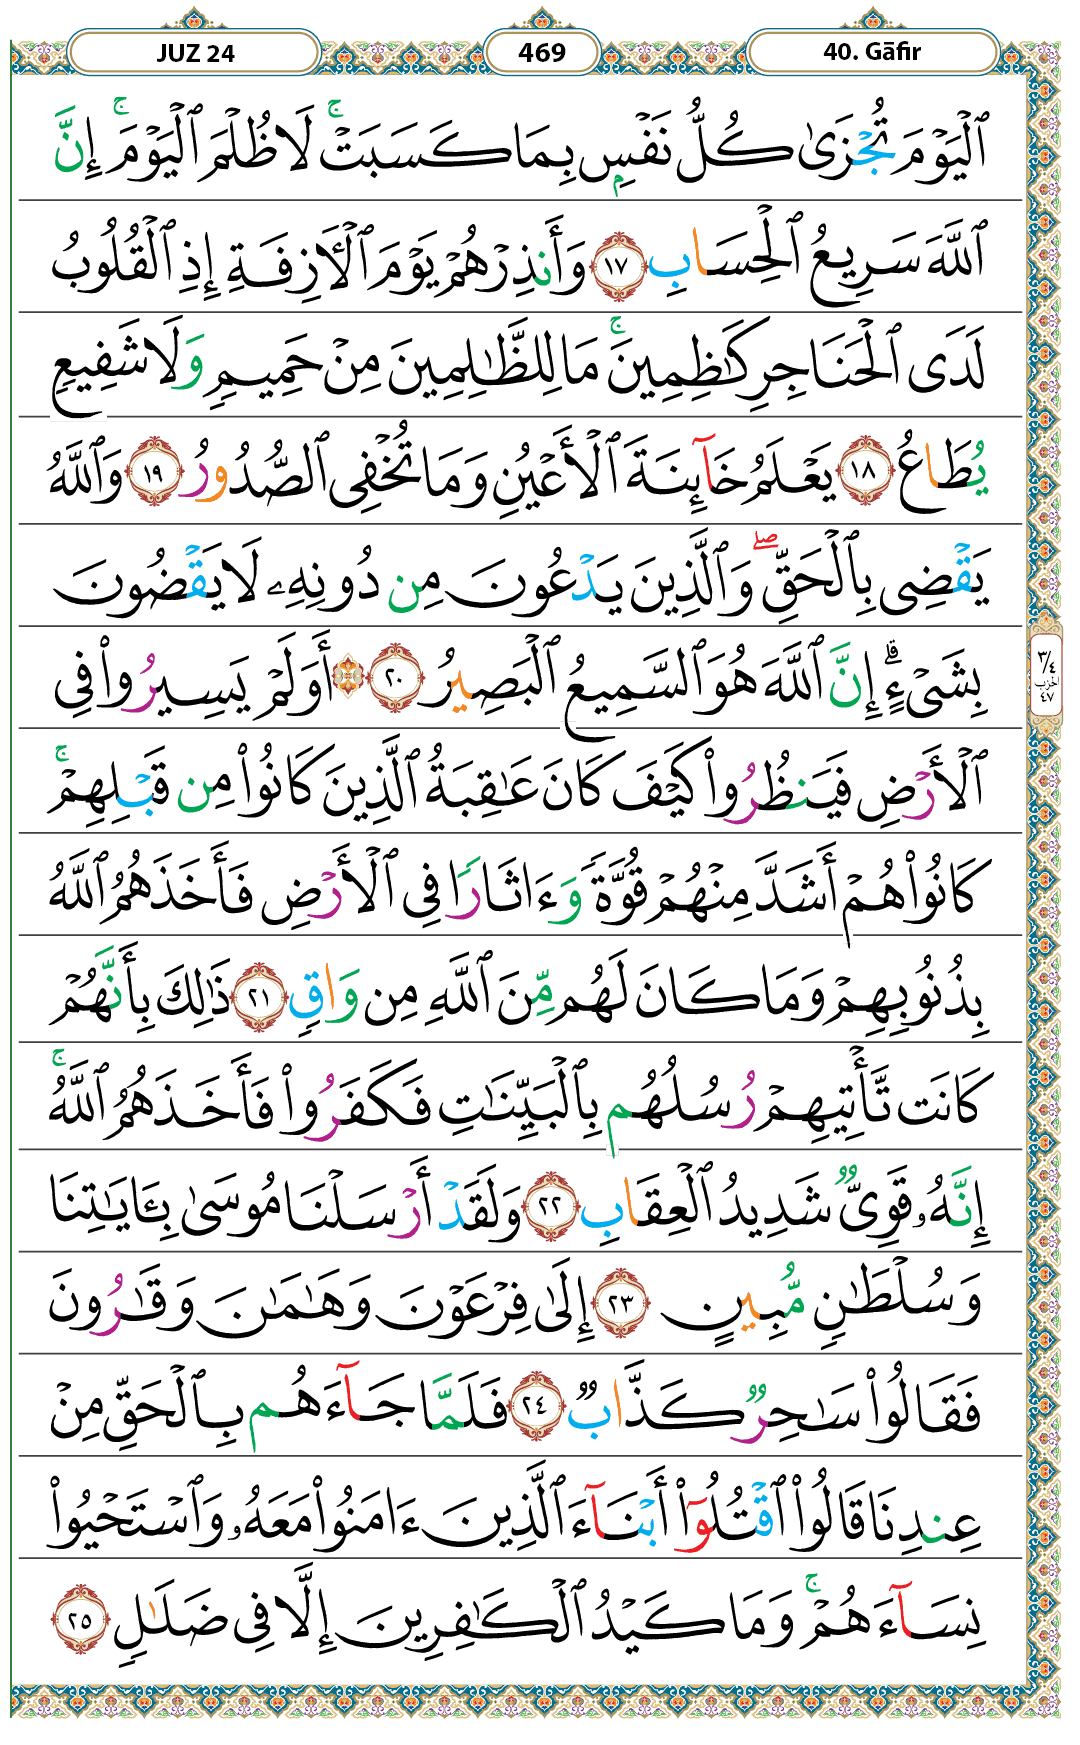 JUZ 24
469
40. Gāfir
ٱلْيَوْمَ تُجْزَىٰ كُلُّ نَفْسٍۭ بِمَا كَسَبَتْ ۚ لَا ظُلْمَ ٱلْيَوْمَ ۚ إِنَّ
ٱللَّهَ سَرِيعُ ٱلْحِسَابِ ١٧ وَأَنذِرْهُمْ يَوْمَ ٱلْـَٔازِفَةِ إِذِ ٱلْقُلُوبُ
لَدَى ٱلْحَنَاجِرِ كَـٰظِمِينَ ۚ مَا لِلظَّـٰلِمِينَ مِنْ حَمِيمٍ وَلَا شَفِيعٍ
يُطَاعُ ١٨ يَعْلَمُ خَآئِنَةَ ٱلْأَعْيُنِ وَمَا تُخْفِى ٱلصُّدُورُ ١٩ وَٱللَّهُ
يَقْضِى بِٱلْحَقِّ ۖ وَٱلَّذِينَ يَدْعُونَ مِن دُونِهِۦ لَا يَقْضُونَ
بِشَىْءٍ ۗ إِنَّ ٱللَّهَ هُوَ ٱلسَّمِيعُ ٱلْبَصِيرُ ٢٠ ۞ أَوَلَمْ يَسِيرُوا۟ فِى
ٱلْأَرْضِ فَيَنظُرُوا۟ كَيْفَ كَانَ عَـٰقِبَةُ ٱلَّذِينَ كَانُوا۟ مِن قَبْلِهِمْ ۚ
كَانُوا۟ هُمْ أَشَدَّ مِنْهُمْ قُوَّةً وَءَاثَارًا فِى ٱلْأَرْضِ فَأَخَذَهُمُ ٱللَّهُ
بِذُنُوبِهِمْ وَمَا كَانَ لَهُم مِّنَ ٱللَّهِ مِن وَاقٍ ٢١ ذَٰلِكَ بِأَنَّهُمْ
كَانَت تَّأْتِيهِمْ رُسُلُهُم بِٱلْبَيِّنَـٰتِ فَكَفَرُوا۟ فَأَخَذَهُمُ ٱللَّهُ ۚ
إِنَّهُۥ قَوِىٌّ شَدِيدُ ٱلْعِقَابِ ٢٢ وَلَقَدْ أَرْسَلْنَا مُوسَىٰ بِـَٔايَـٰتِنَا
وَسُلْطَـٰنٍ مُّبِينٍ ٢٣ إِلَىٰ فِرْعَوْنَ وَهَـٰمَـٰنَ وَقَـٰرُونَ
فَقَالُوا۟ سَـٰحِرٌ كَذَّابٌ ٢٤ فَلَمَّا جَآءَهُم بِٱلْحَقِّ مِنْ
عِندِنَا قَالُوا۟ ٱقْتُلُوٓا۟ أَبْنَآءَ ٱلَّذِينَ ءَامَنُوا۟ مَعَهُۥ وَٱسْتَحْيُوا۟
نِسَآءَهُمْ ۚ وَمَا كَيْدُ ٱلْكَـٰفِرِينَ إِلَّا فِى ضَلَـٰلٍ ٢٥
٣/٤
الحزب
٤٧